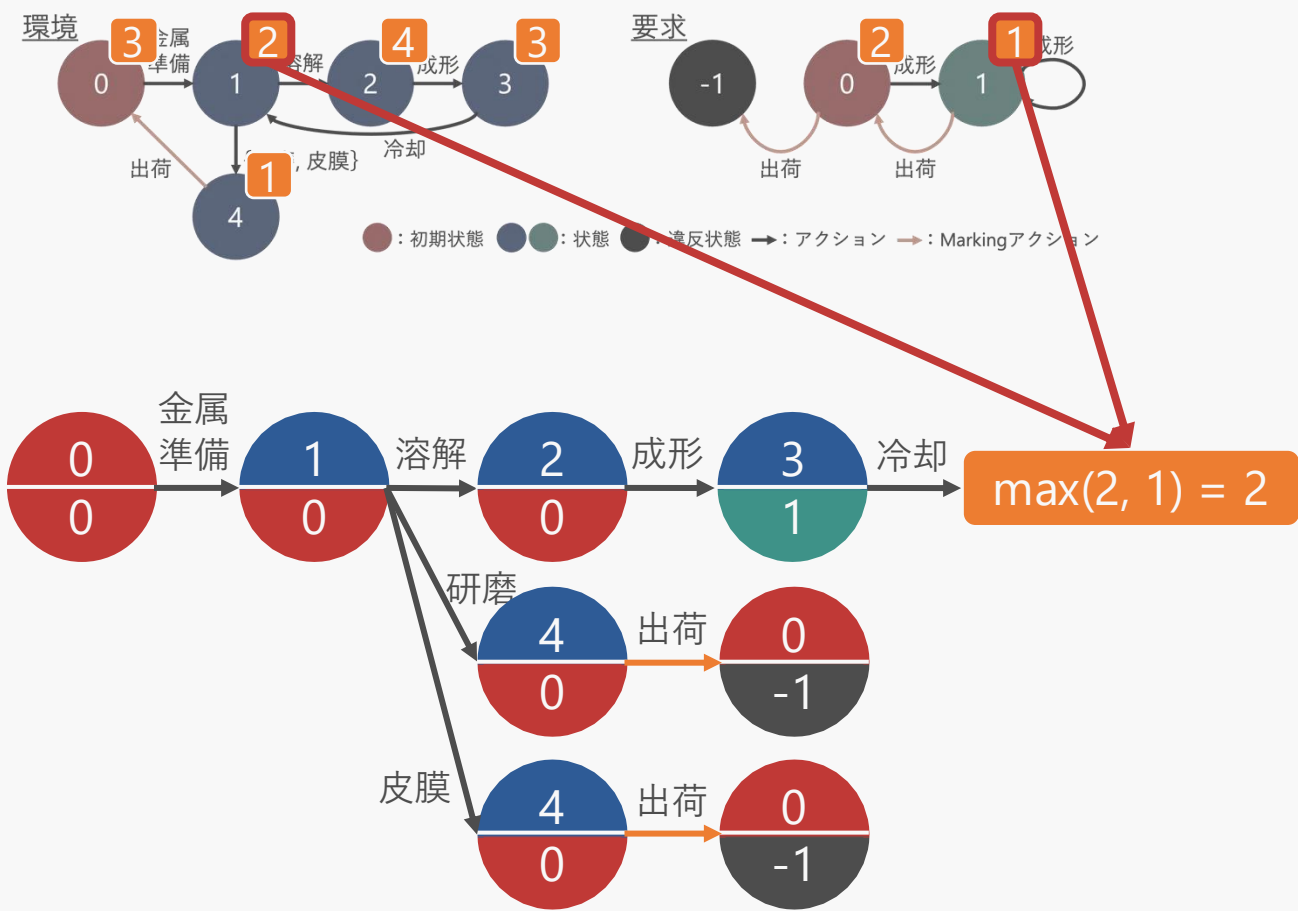 環境
要求
3
2
4
3
金属
準備
溶解
成形
0
1
2
3
冷却
出荷
皮膜}
1
4
2
1
成形
成形
-1
0
1
出荷
出荷
：初期状態
：状態
：違反状態
：アクション
：Markingアクション
金属
準備
溶解
成形
冷却
0
0
1
0
2
0
3
1
max(2, 1) = 2
研磨
4
0
出荷
0
-1
皮膜
4
0
出荷
0
-1